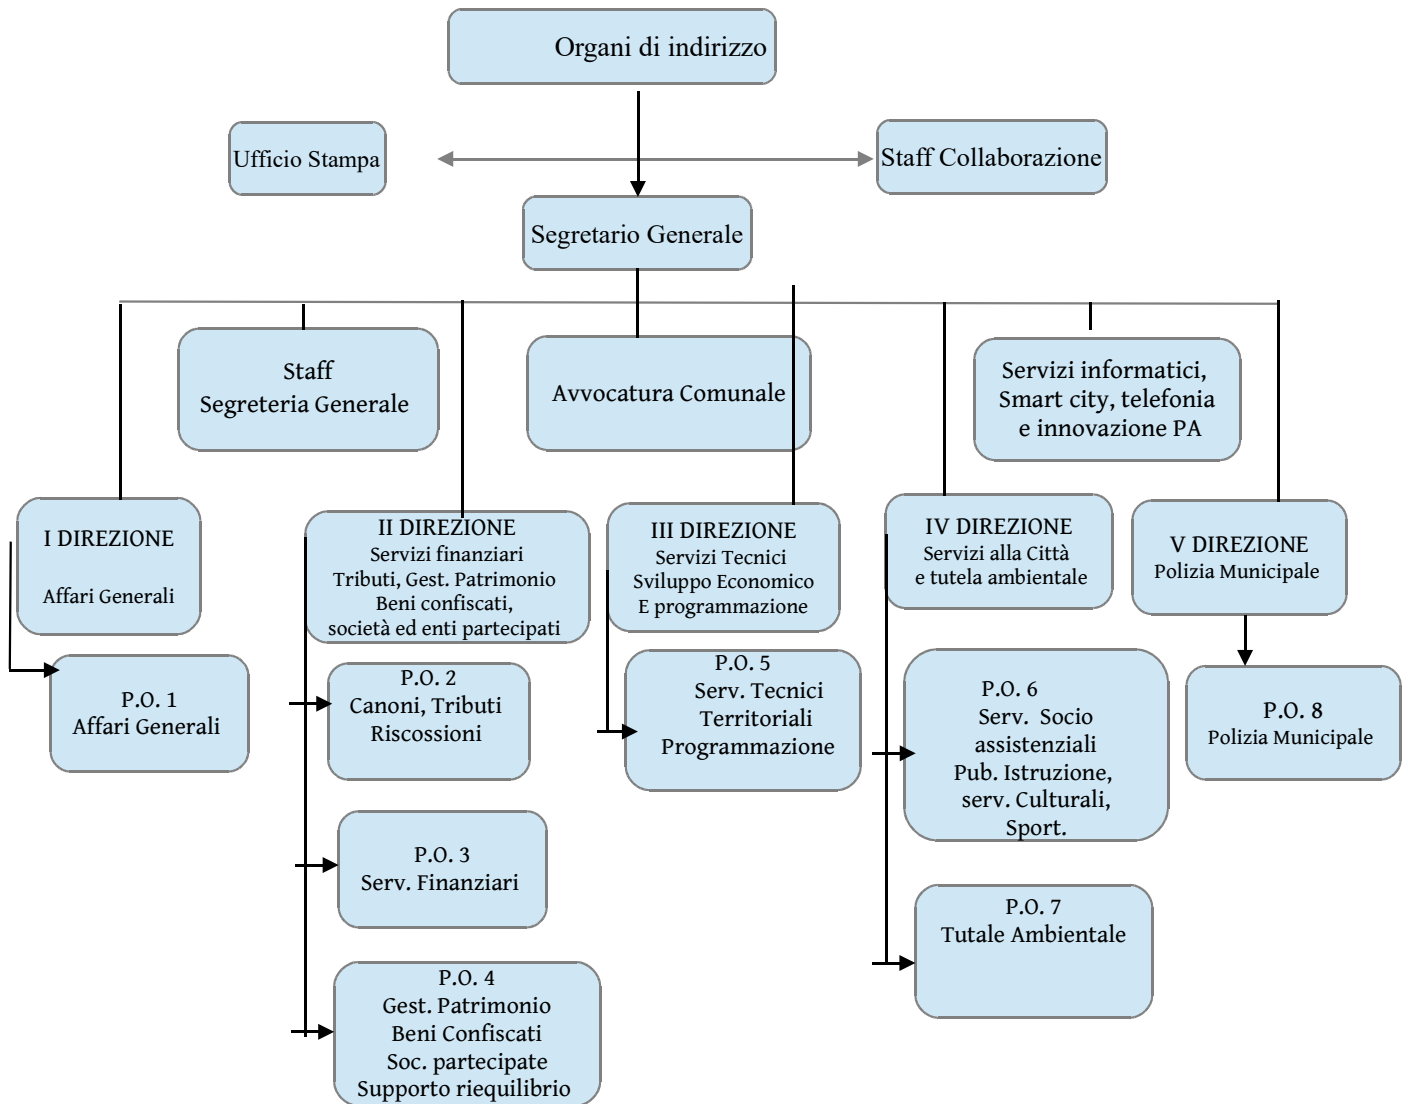 Organi di indirizzo
Ufficio Stampa
Staff Collaborazione
Segretario Generale
Staff
Segreteria Generale
Avvocatura Comunale
Servizi informatici,
Smart city, telefonia
e innovazione PA
I DIREZIONE
Affari Generali
II DIREZIONE
Servizi finanziari
Tributi, Gest. Patrimonio
Beni confiscati,
società ed enti partecipati
III DIREZIONE
Servizi Tecnici
Sviluppo Economico
E programmazione
IV DIREZIONE
Servizi alla Città
e tutela ambientale
V DIREZIONE
Polizia Municipale
P.O. 1
Affari Generali
P.O. 2
Canoni, Tributi
Riscossioni
P.O. 3
Serv. Finanziari
P.O. 4
Gest. Patrimonio
Beni Confiscati
Soc. partecipate
Supporto riequilibrio
P.O. 5
Serv. Tecnici
Territoriali
Programmazione
P.O. 6
Serv. Socio
assistenziali
Pub. Istruzione,
serv. Culturali,
Sport.
P.O. 7
Tutale Ambientale
P.O. 8
Polizia Municipale